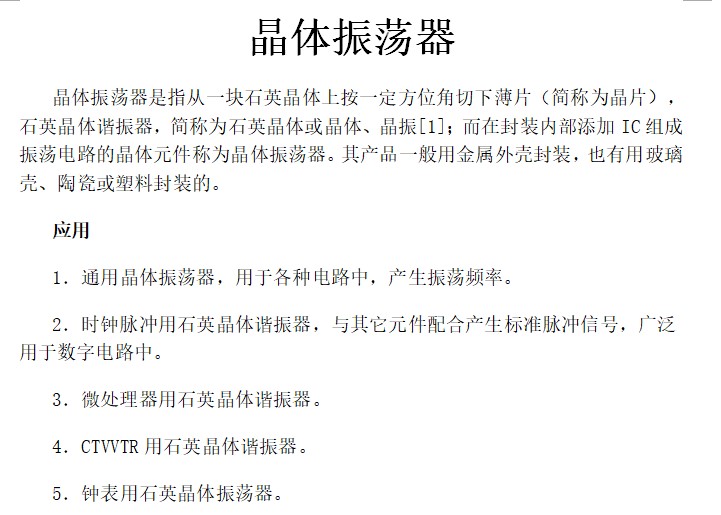 晶体振荡器
晶体振荡器是指从一块石英晶体上按一定方位角切下薄片（简称为晶片），
石英晶体谐振器，简称为石英晶体或晶体、晶振[1]；而在封装内部添加 IC 组成
振荡电路的晶体元件称为晶体振荡器。其产品一般用金属外壳封装，也有用玻璃
壳、陶瓷或塑料封装的。
应用
1．通用晶体振荡器，用于各种电路中，产生振荡频率。
2．时钟脉冲用石英晶体谐振器，与其它元件配合产生标准脉冲信号，广泛
用于数字电路中。
3．微处理器用石英晶体谐振器。
4．CTVVTR 用石英晶体谐振器。
5．钟表用石英晶体振荡器。